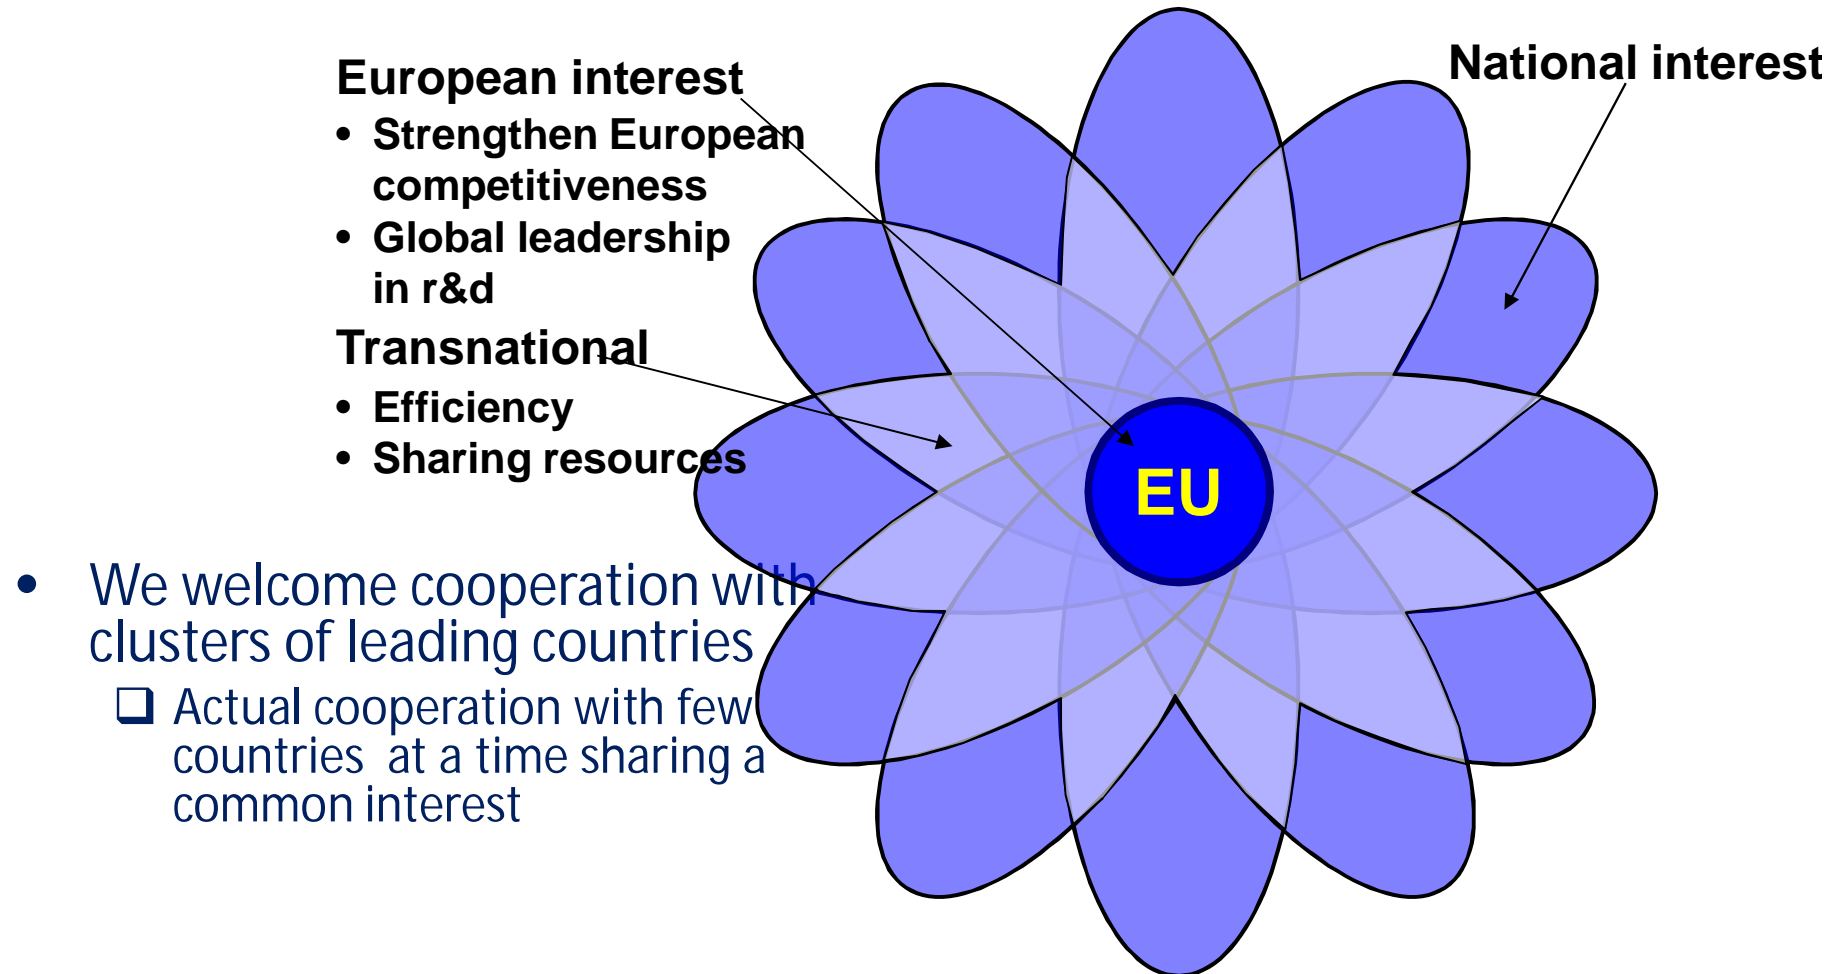 European interest
• Strengthen European
competitiveness
• Global leadership
in r&d
Transnational
• Efficiency
• Sharing resources
National interest
EU
• We welcome cooperation with
clusters of leading countries
❑ Actual cooperation with few
countries at a time sharing a
common interest